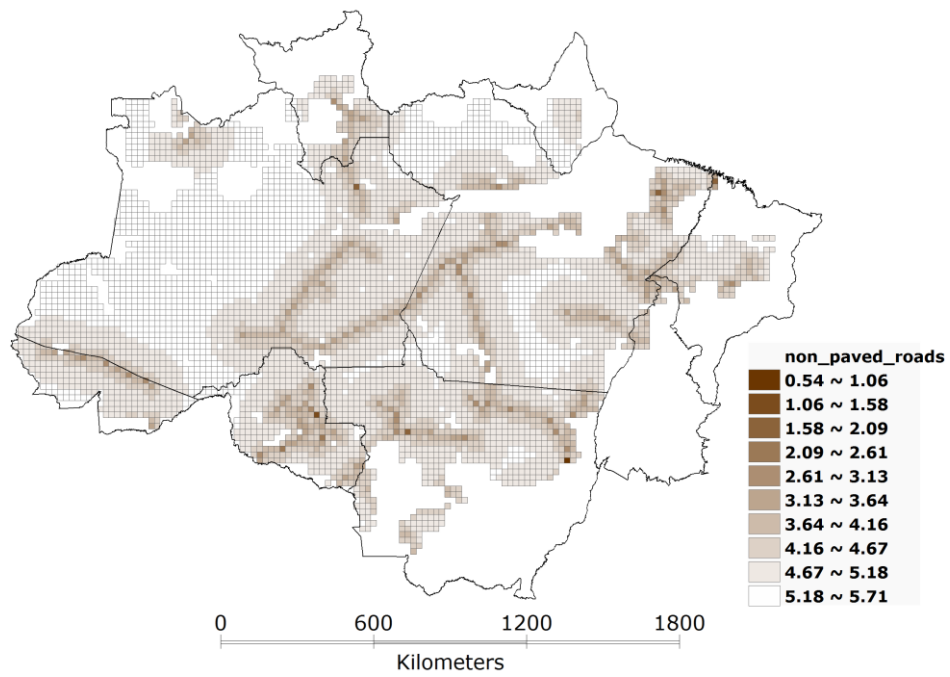 non_paved_roads
0.54 ~ 1.06
1.06 ~ 1.58
1.58 ~ 2.09
2.09 ~ 2.61
2.61 ~ 3.13
3.13 ~ 3.64
3.64 ~ 4.16
4.16 ~ 4.67
4.67 ~ 5.18
5.18 ~ 5.71
0 600 1200 1800
Kilometers